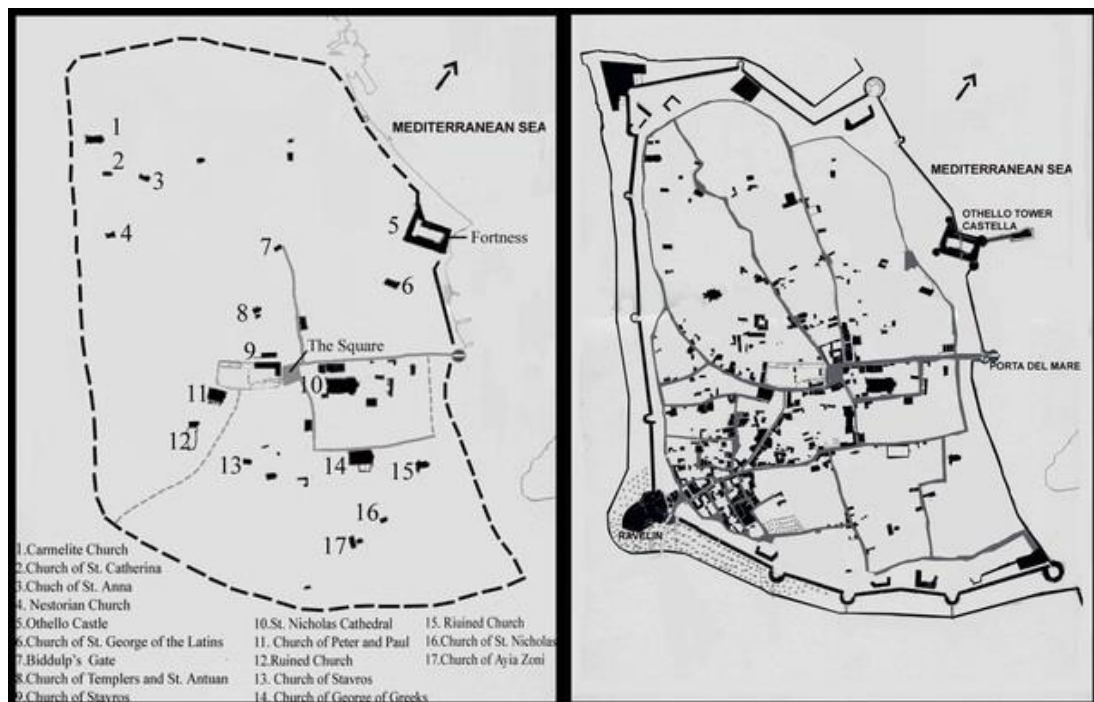 MEDITERRANEAN SEA
1
2
3
4
5
Fortness
6
7
8
The Square
9
10
11
12
13
14
15
16
17
1.Carmelite Church
2.Church of St. Catherina
3.Chuch of St. Anna
4. Nestorian Church
5.Othello Castle
6.Church of St. George of the Latins
7.Biddulp's Gate
8.Church of Templers and St. Antuan
9.Church of Stavros
10.St. Nicholas Cathedral
11. Church of Peter and Paul
12.Ruined Church
13. Church of Stavros
14. Church of George of Greeks
15. Riuined Church
16.Church of St. Nicholas
17.Church of Ayia Zoni
MEDITERRANEAN SEA
OTHELLO TOWER
CASTELLA
PORTA DEL MARE
RAVELIN